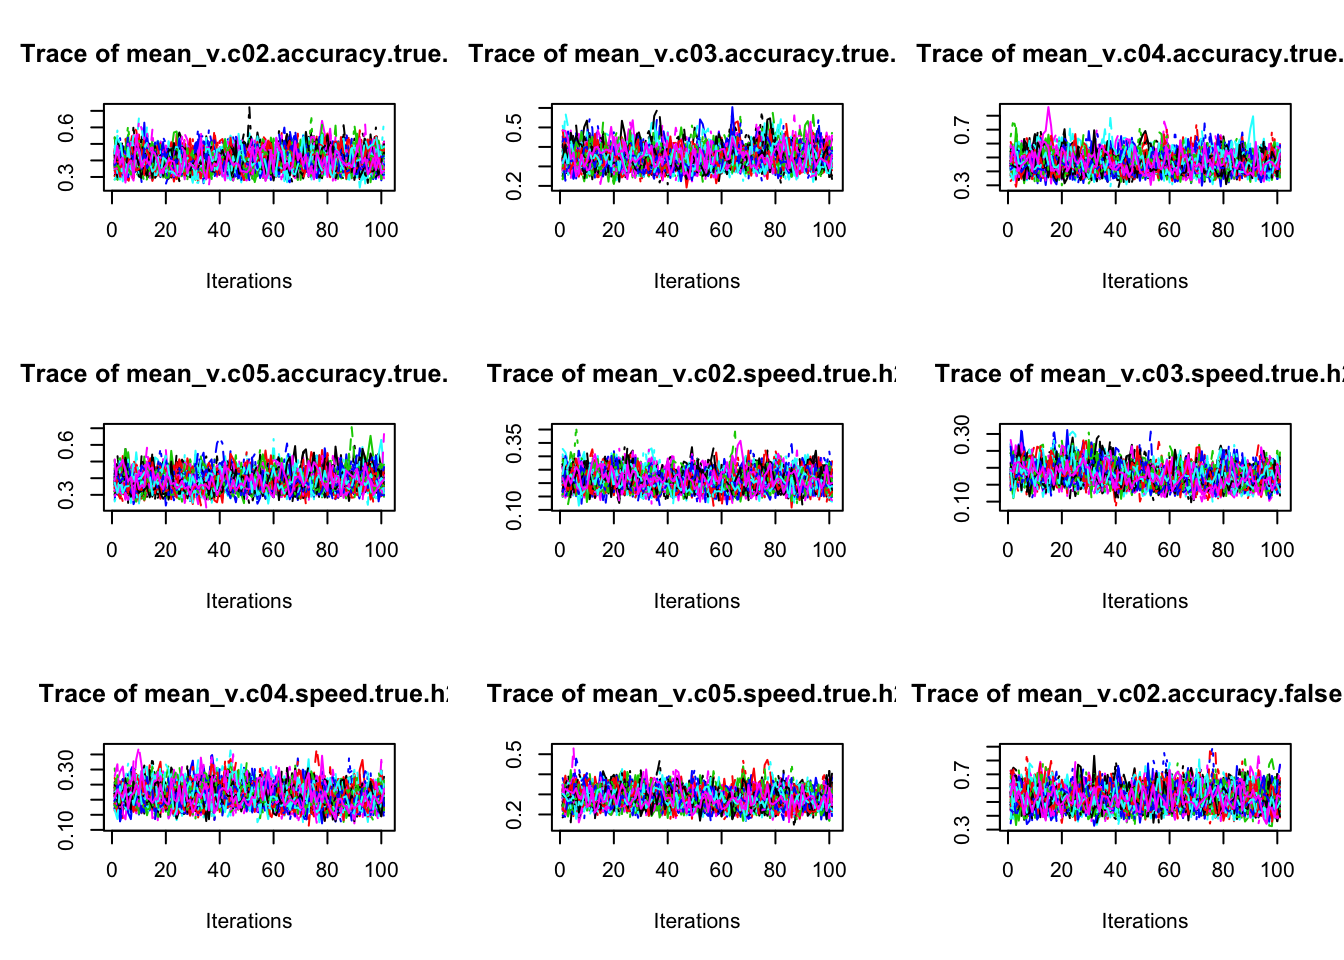 Trace of mean_v.c02.accuracy.true.
0.6
0.3
0 20 40 60 80 100
Iterations
Trace of mean_v.c03.accuracy.true.
0.5
0.2
0 20 40 60 80 100
Iterations
Trace of mean_v.c04.accuracy.true.
0.7
0.3
0 20 40 60 80 100
Iterations
Trace of mean_v.c05.accuracy.true.
0.6
0.3
0 20 40 60 80 100
Iterations
Trace of mean_v.c02.speed.true.h2
0.35
0.10
0 20 40 60 80 100
Iterations
Trace of mean_v.c03.speed.true.h2
0.30
0.10
0 20 40 60 80 100
Iterations
Trace of mean_v.c04.speed.true.h2
0.30
0.10
0 20 40 60 80 100
Iterations
Trace of mean_v.c05.speed.true.h2
0.5
0.2
0 20 40 60 80 100
Iterations
Trace of mean_v.c02.accuracy.false
0.7
0.3
0 20 40 60 80 100
Iterations